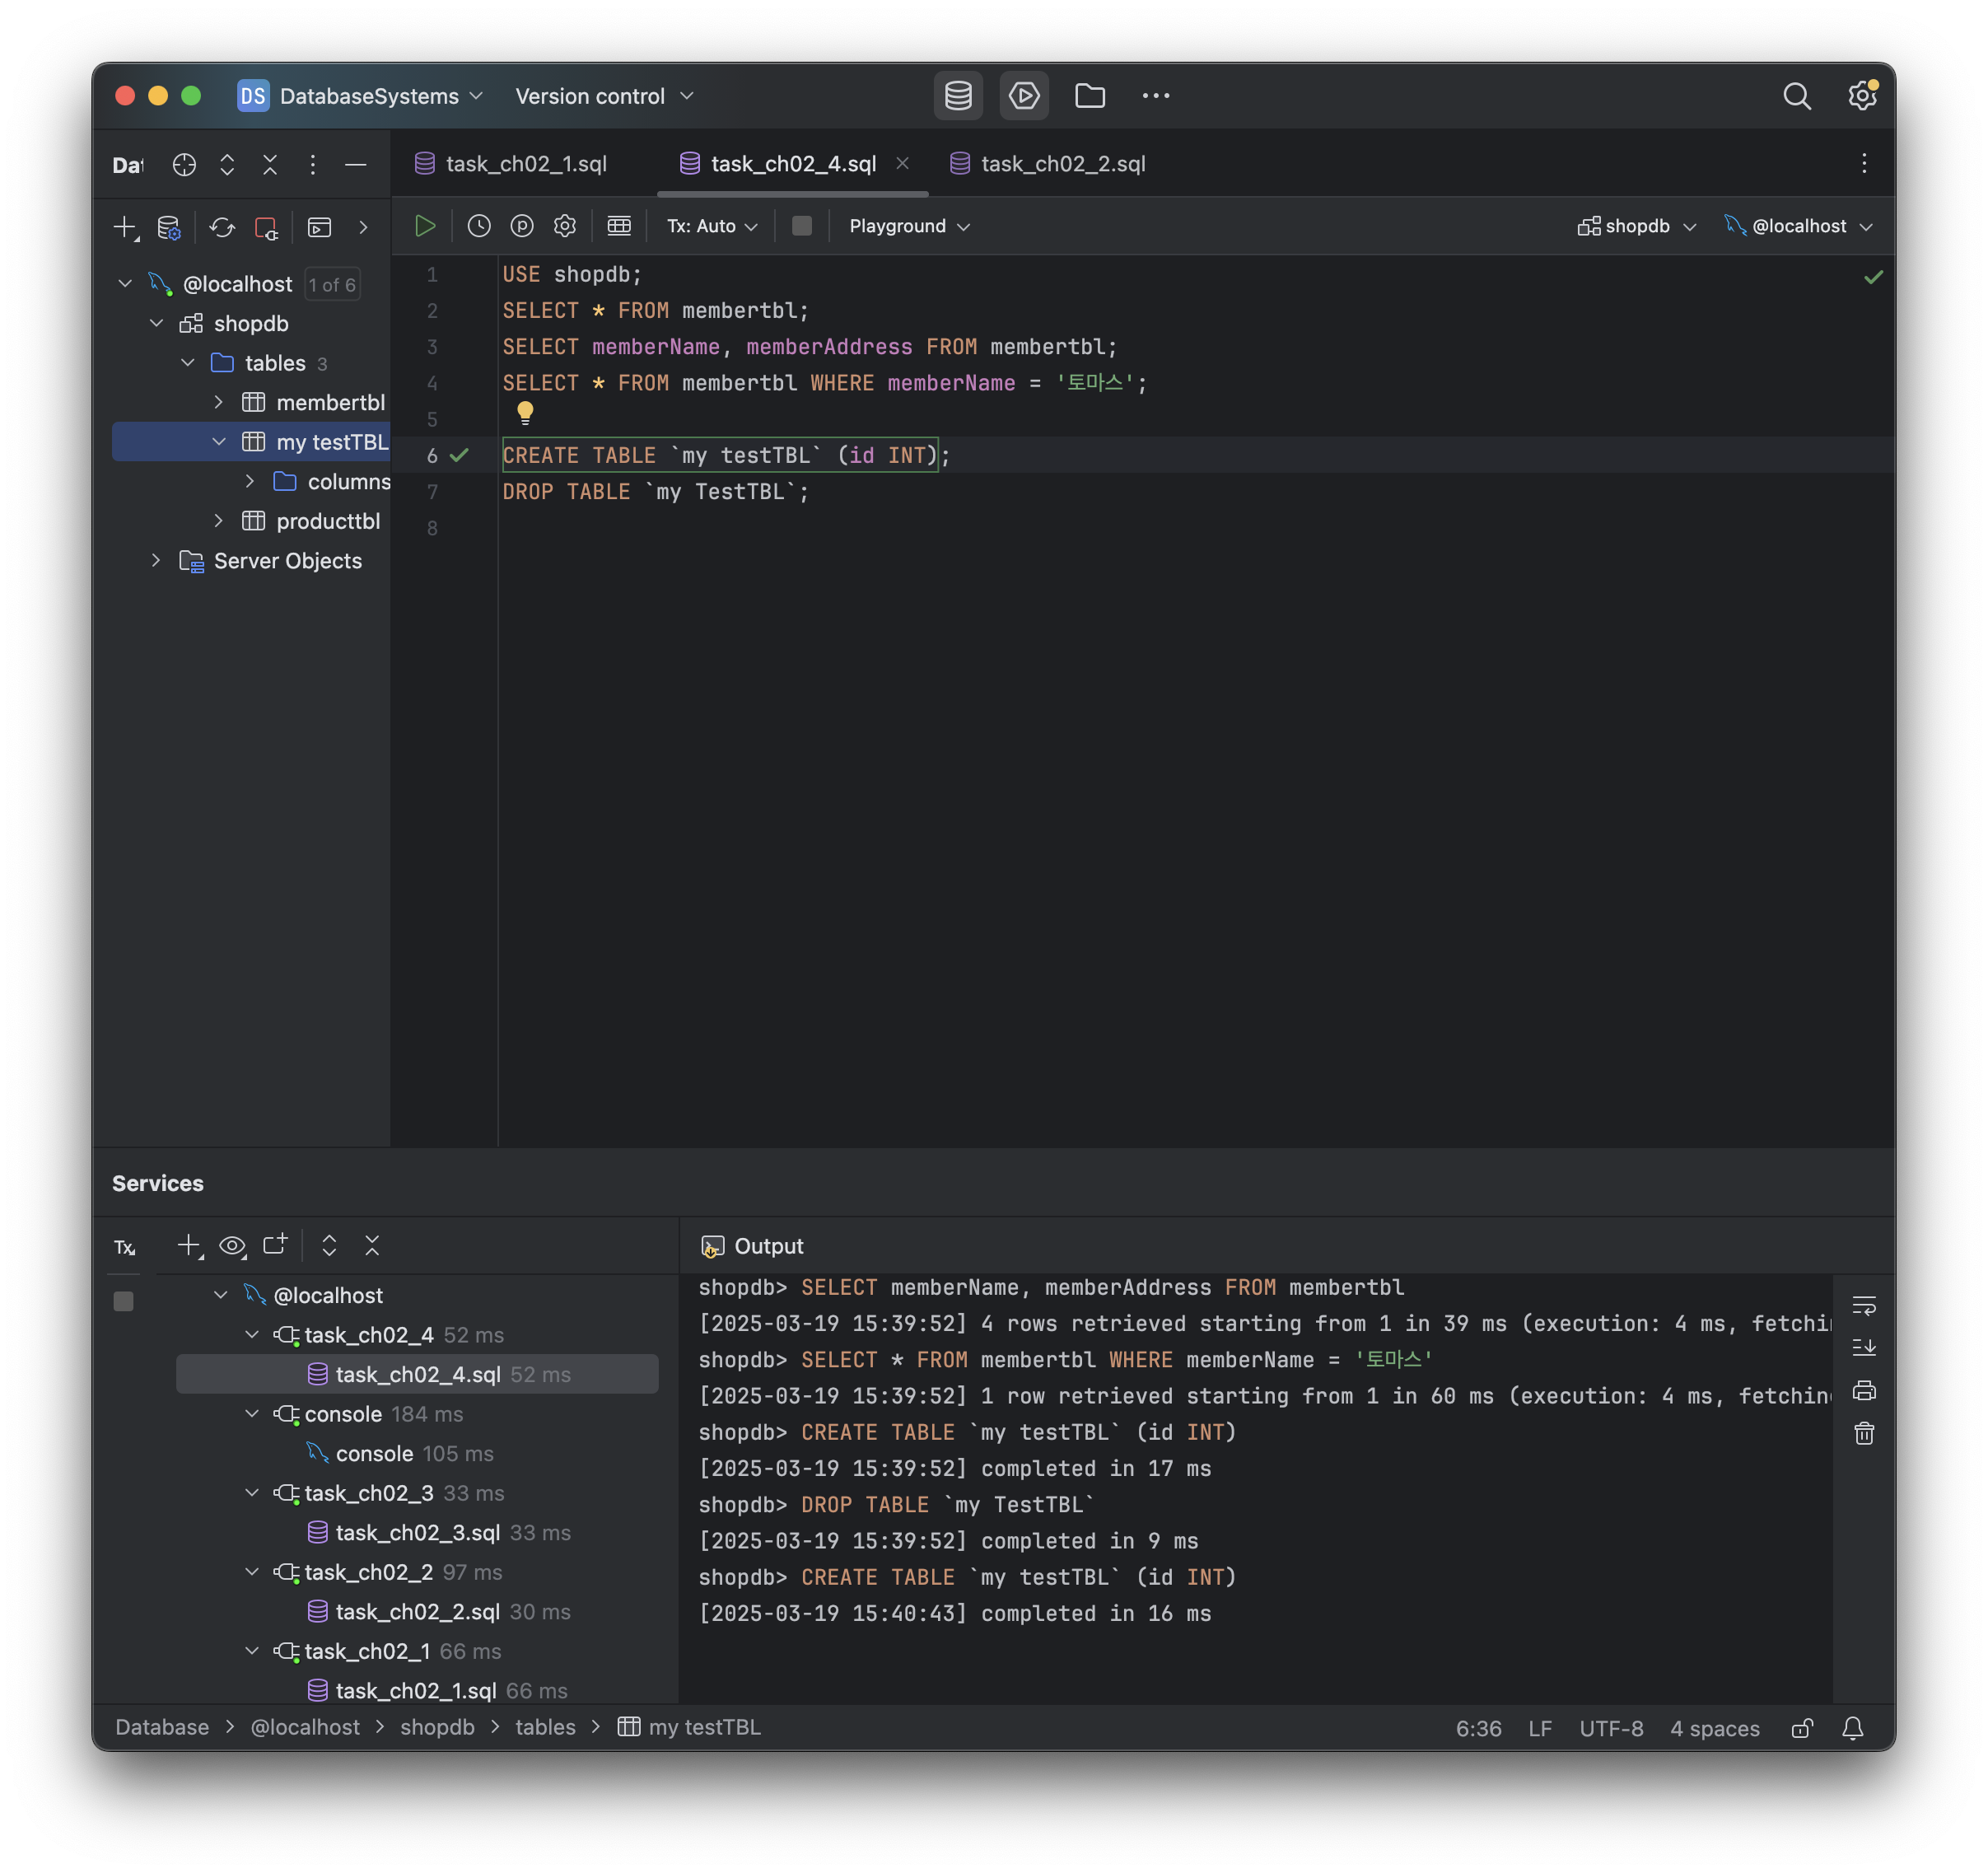 DS DatabaseSystems Version control
Dat
task_ch02_1.sql task_ch02_4.sql task_ch02_2.sql
Tx: Auto Playground shopdb @localhost
@localhost 1 of 6
shopdb
tables 3
membertbl
my testTBL
columns
producttbl
Server Objects
1 USE shopdb;
2 SELECT * FROM membertbl;
3 SELECT memberName, memberAddress FROM membertbl;
4 SELECT * FROM membertbl WHERE memberName = '토마스';
5
6 CREATE TABLE `my testTBL` (id INT);
7 DROP TABLE `my TestTBL`;
8
Services
Tx
@localhost
task_ch02_4 52 ms
task_ch02_4.sql 52 ms
console 184 ms
console 105 ms
task_ch02_3 33 ms
task_ch02_3.sql 33 ms
task_ch02_2 97 ms
task_ch02_2.sql 30 ms
task_ch02_1 66 ms
task_ch02_1.sql 66 ms
Output
shopdb> SELECT memberName, memberAddress FROM membertbl
[2025-03-19 15:39:52] 4 rows retrieved starting from 1 in 39 ms (execution: 4 ms, fetchi
shopdb> SELECT * FROM membertbl WHERE memberName = '토마스'
[2025-03-19 15:39:52] 1 row retrieved starting from 1 in 60 ms (execution: 4 ms, fetchin
shopdb> CREATE TABLE `my testTBL` (id INT)
[2025-03-19 15:39:52] completed in 17 ms
shopdb> DROP TABLE `my TestTBL`
[2025-03-19 15:39:52] completed in 9 ms
shopdb> CREATE TABLE `my testTBL` (id INT)
[2025-03-19 15:40:43] completed in 16 ms
Database > @localhost > shopdb > tables > my testTBL
6:36 LF UTF-8 4 spaces